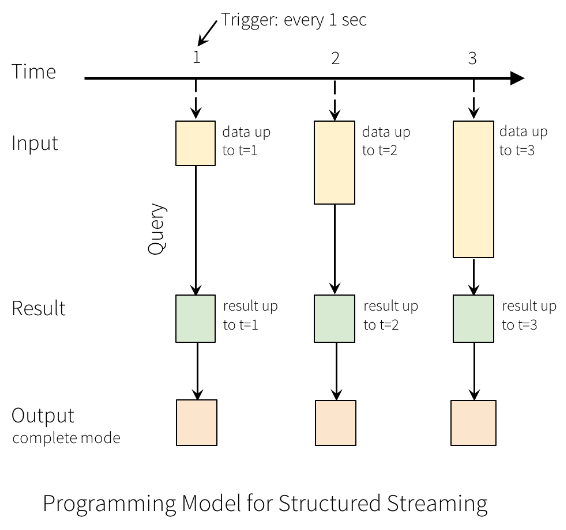 Trigger: every 1 sec
1
2
3
Time
Input
data up
to t=1
data up
to t=2
data up
to t=3
Query
Result
result up
to t=1
result up
to t=2
result up
to t=3
Output
complete mode
Programming Model for Structured Streaming